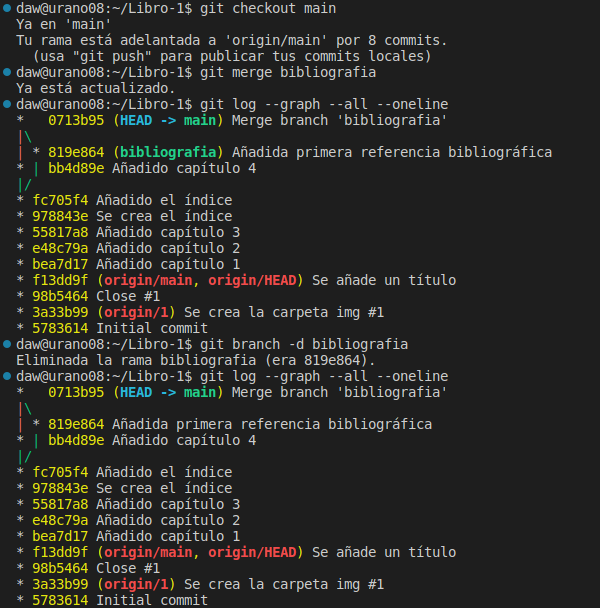 daw@urano08:~/Libro-1$ git checkout main
Ya en 'main'
Tu rama está adelantada a 'origin/main' por 8 commits.
  (usa "git push" para publicar tus commits locales)
daw@urano08:~/Libro-1$ git merge bibliografia
Ya está actualizado.
daw@urano08:~/Libro-1$ git log --graph --all --oneline
*   0713b95 (HEAD -> main) Merge branch 'bibliografia'
|\
| * 819e864 (bibliografia) Añadida primera referencia bibliográfica
* | bb4d89e Añadido capítulo 4
|/
* fc705f4 Añadido el índice
* 978843e Se crea el índice
* 55817a8 Añadido capítulo 3
* e48c79a Añadido capítulo 2
* bea7d17 Añadido capítulo 1
* f13dd9f (origin/main, origin/HEAD) Se añade un título
* 98b5464 Close #1
* 3a33b99 (origin/1) Se crea la carpeta img #1
* 5783614 Initial commit
daw@urano08:~/Libro-1$ git branch -d bibliografia
Eliminada la rama bibliografia (era 819e864).
daw@urano08:~/Libro-1$ git log --graph --all --oneline
*   0713b95 (HEAD -> main) Merge branch 'bibliografia'
|\
| * 819e864 Añadida primera referencia bibliográfica
* | bb4d89e Añadido capítulo 4
|/
* fc705f4 Añadido el índice
* 978843e Se crea el índice
* 55817a8 Añadido capítulo 3
* e48c79a Añadido capítulo 2
* bea7d17 Añadido capítulo 1
* f13dd9f (origin/main, origin/HEAD) Se añade un título
* 98b5464 Close #1
* 3a33b99 (origin/1) Se crea la carpeta img #1
* 5783614 Initial commit